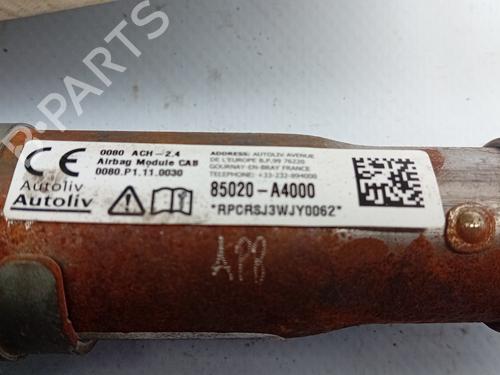 B-PARTS
0080 ACH-2.4
Airbag Module CAB
0080.P1.11.0030
CE
Autoliv
Autoliv
ADDRESS: AUTOLIV AVENUE
DE L'EUROPE B.P.99 76220
GOURNAY-EN-BRAY FRANCE
TELEPHONE: +33-232-894000
85020-A4000
*RPCRSJ3WJY0062*
APB